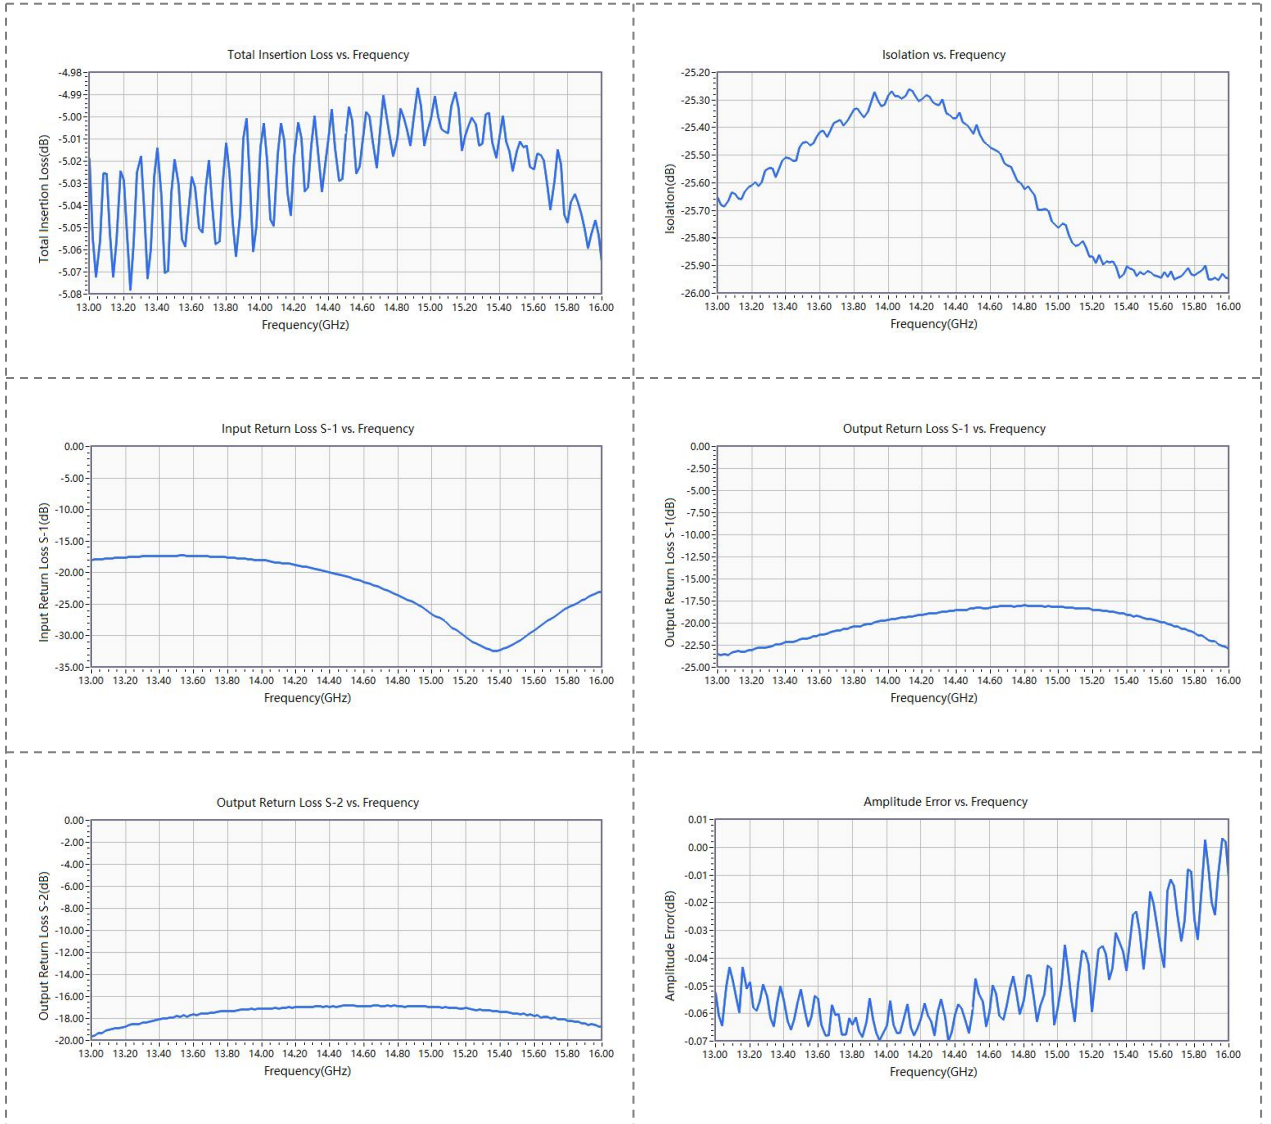 Total Insertion Loss vs. Frequency
Total Insertion Loss(dB)
-4.98
-4.99
-5.00
-5.01
-5.02
-5.03
-5.04
-5.05
-5.06
-5.07
-5.08
13.00 13.20 13.40 13.60 13.80 14.00 14.20 14.40 14.60 14.80 15.00 15.20 15.40 15.60 15.80 16.00
Frequency(GHz)
Isolation vs. Frequency
Isolation(dB)
-25.20
-25.30
-25.40
-25.50
-25.60
-25.70
-25.80
-25.90
-26.00
13.00 13.20 13.40 13.60 13.80 14.00 14.20 14.40 14.60 14.80 15.00 15.20 15.40 15.60 15.80 16.00
Frequency(GHz)
Input Return Loss S-1 vs. Frequency
Input Return Loss S-1(dB)
0.00
-5.00
-10.00
-15.00
-20.00
-25.00
-30.00
-35.00
13.00 13.20 13.40 13.60 13.80 14.00 14.20 14.40 14.60 14.80 15.00 15.20 15.40 15.60 15.80 16.00
Frequency(GHz)
Output Return Loss S-1 vs. Frequency
Output Return Loss S-1(dB)
0.00
-2.50
-5.00
-7.50
-10.00
-12.50
-15.00
-17.50
-20.00
-22.50
-25.00
13.00 13.20 13.40 13.60 13.80 14.00 14.20 14.40 14.60 14.80 15.00 15.20 15.40 15.60 15.80 16.00
Frequency(GHz)
Output Return Loss S-2 vs. Frequency
Output Return Loss S-2(dB)
0.00
-2.00
-4.00
-6.00
-8.00
-10.00
-12.00
-14.00
-16.00
-18.00
-20.00
13.00 13.20 13.40 13.60 13.80 14.00 14.20 14.40 14.60 14.80 15.00 15.20 15.40 15.60 15.80 16.00
Frequency(GHz)
Amplitude Error vs. Frequency
Amplitude Error(dB)
0.01
0.00
-0.01
-0.02
-0.03
-0.04
-0.05
-0.06
-0.07
13.00 13.20 13.40 13.60 13.80 14.00 14.20 14.40 14.60 14.80 15.00 15.20 15.40 15.60 15.80 16.00
Frequency(GHz)